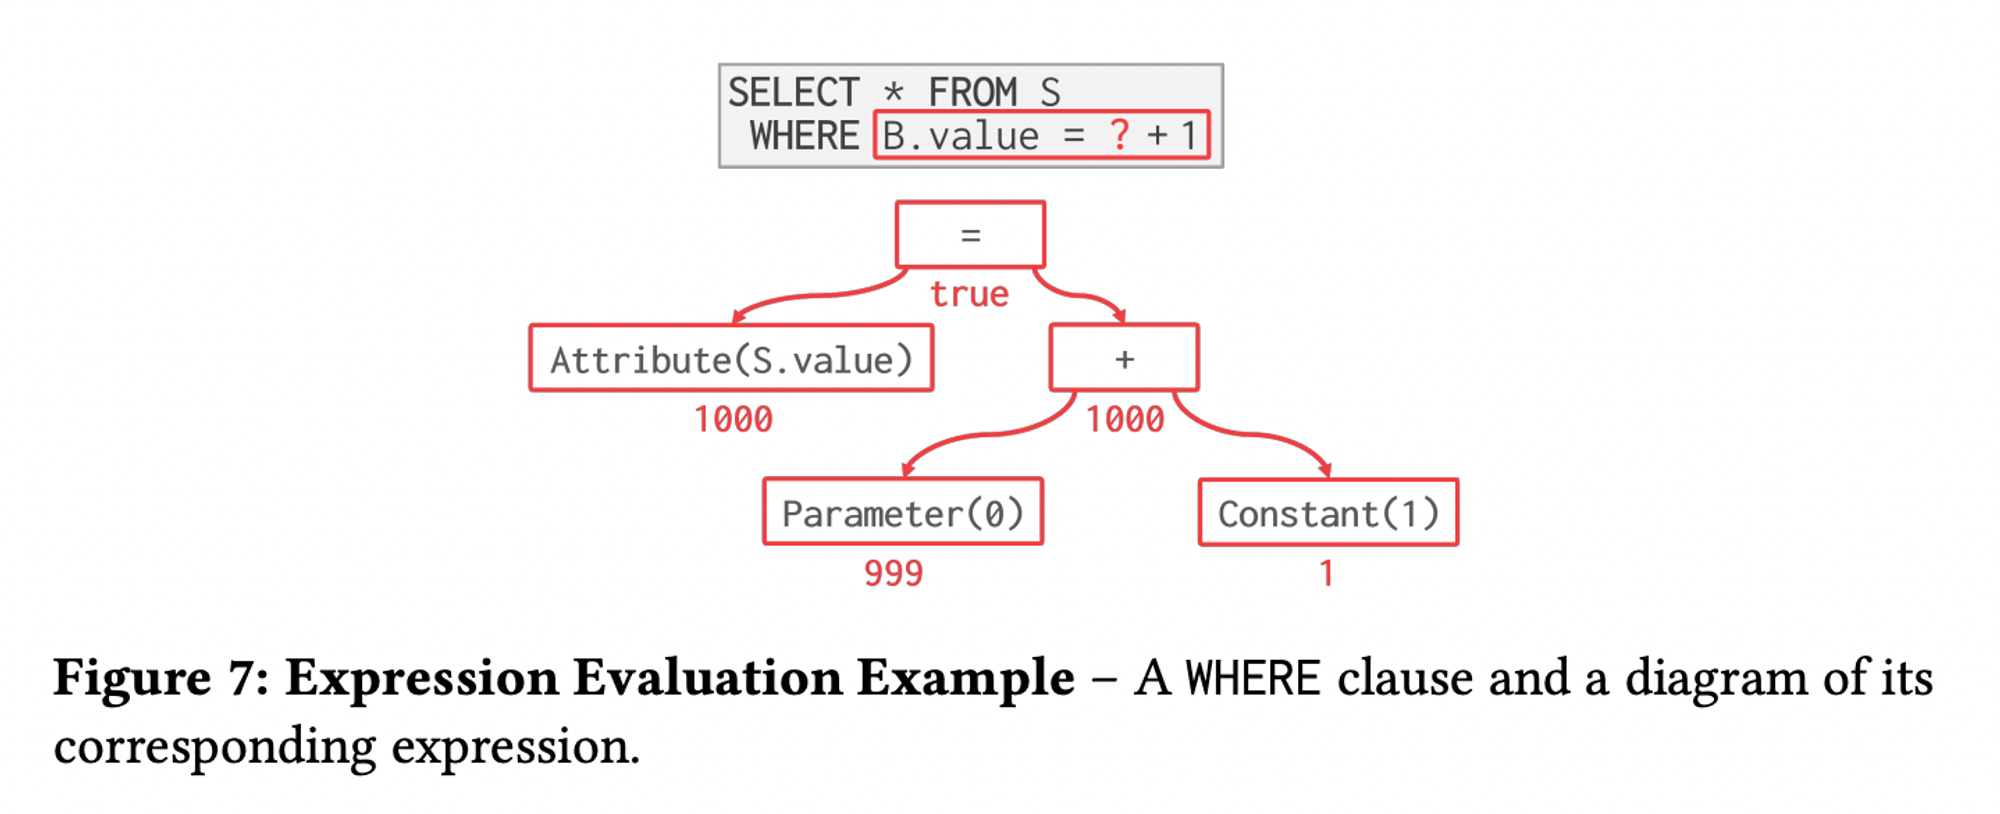 SELECT * FROM S
WHERE B.value = ? + 1
=
true
Attribute(S.value)
+
1000
1000
Parameter(0)
Constant(1)
999
1
Figure 7: Expression Evaluation Example – A WHERE clause and a diagram of its
corresponding expression.